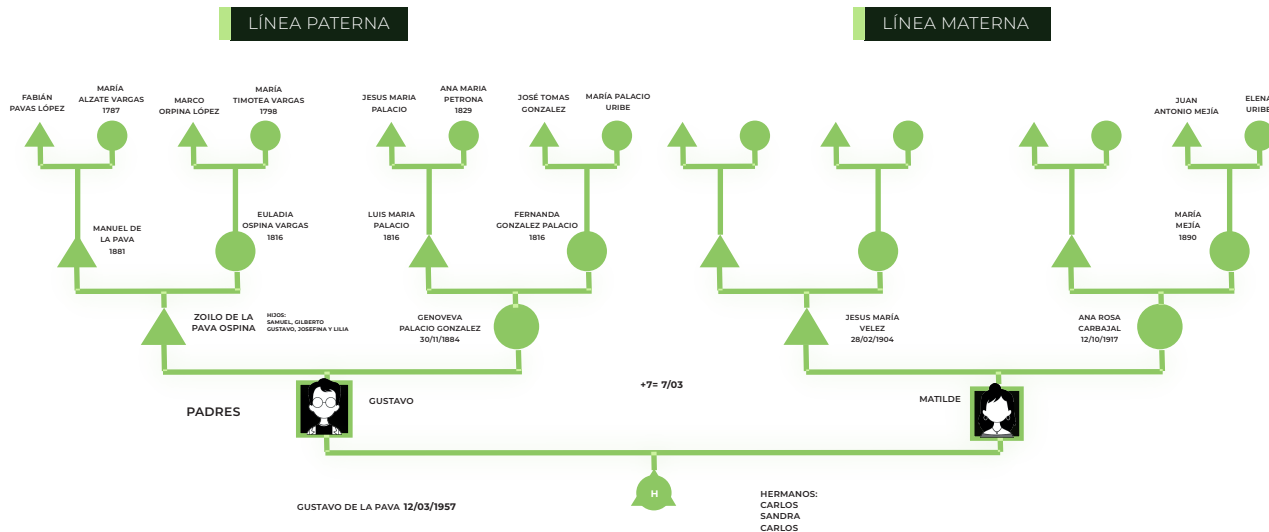 LÍNEA PATERNA
LÍNEA MATERNA
FABIÁN
PAVAS LÓPEZ
MARÍA
ALZATE VARGAS
1787
MARCO
ORPINA LÓPEZ
MARÍA
TIMOTEA VARGAS
1798
JESUS MARIA
PALACIO
ANA MARIA
PETRONA
1829
JOSÉ TOMAS
GONZALEZ
MARÍA PALACIO
URIBE
JUAN
ANTONIO MEJÍA
ELENA
URIBE
MANUEL DE
LA PAVA
1881
EULADIA
OSPINA VARGAS
1816
LUIS MARIA
PALACIO
1816
FERNANDA
GONZALEZ PALACIO
1816
MARÍA
MEJÍA
1890
ZOILO DE LA
PAVA OSPINA
HIJOS:
SAMUEL, GILBERTO
GUSTAVO, JOSEFINA Y LILIA
GENOVEVA
PALACIO GONZALEZ
30/11/1884
JESUS MARÍA
VELEZ
28/02/1904
ANA ROSA
CARBAJAL
12/10/1917
PADRES
GUSTAVO
+7= 7/03
MATILDE
H
GUSTAVO DE LA PAVA 12/03/1957
HERMANOS:
CARLOS
SANDRA
CARLOS